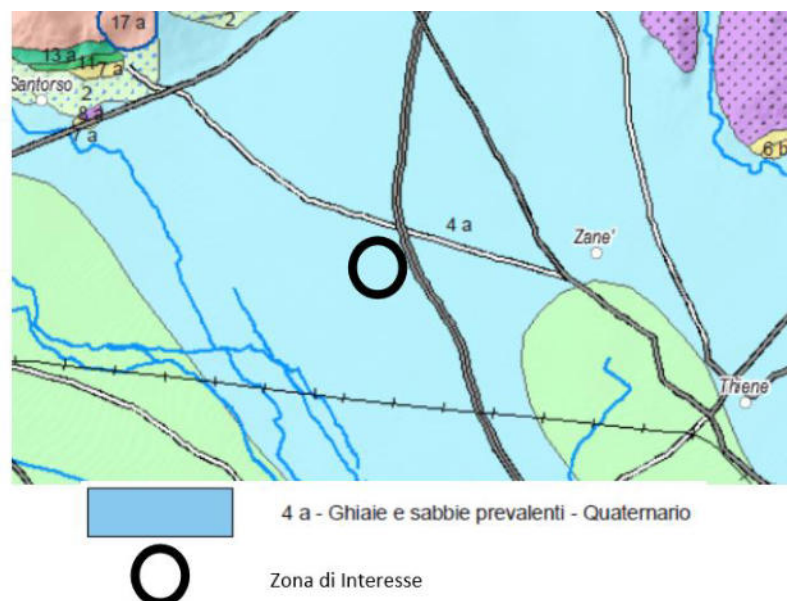 17 a
2
13 a
11
7 a
Santorso
2
8 a
7 a
6 b
4 a
Zane'
Thiene
4 a - Ghiaie e sabbie prevalenti - Quaternario
Zona di Interesse